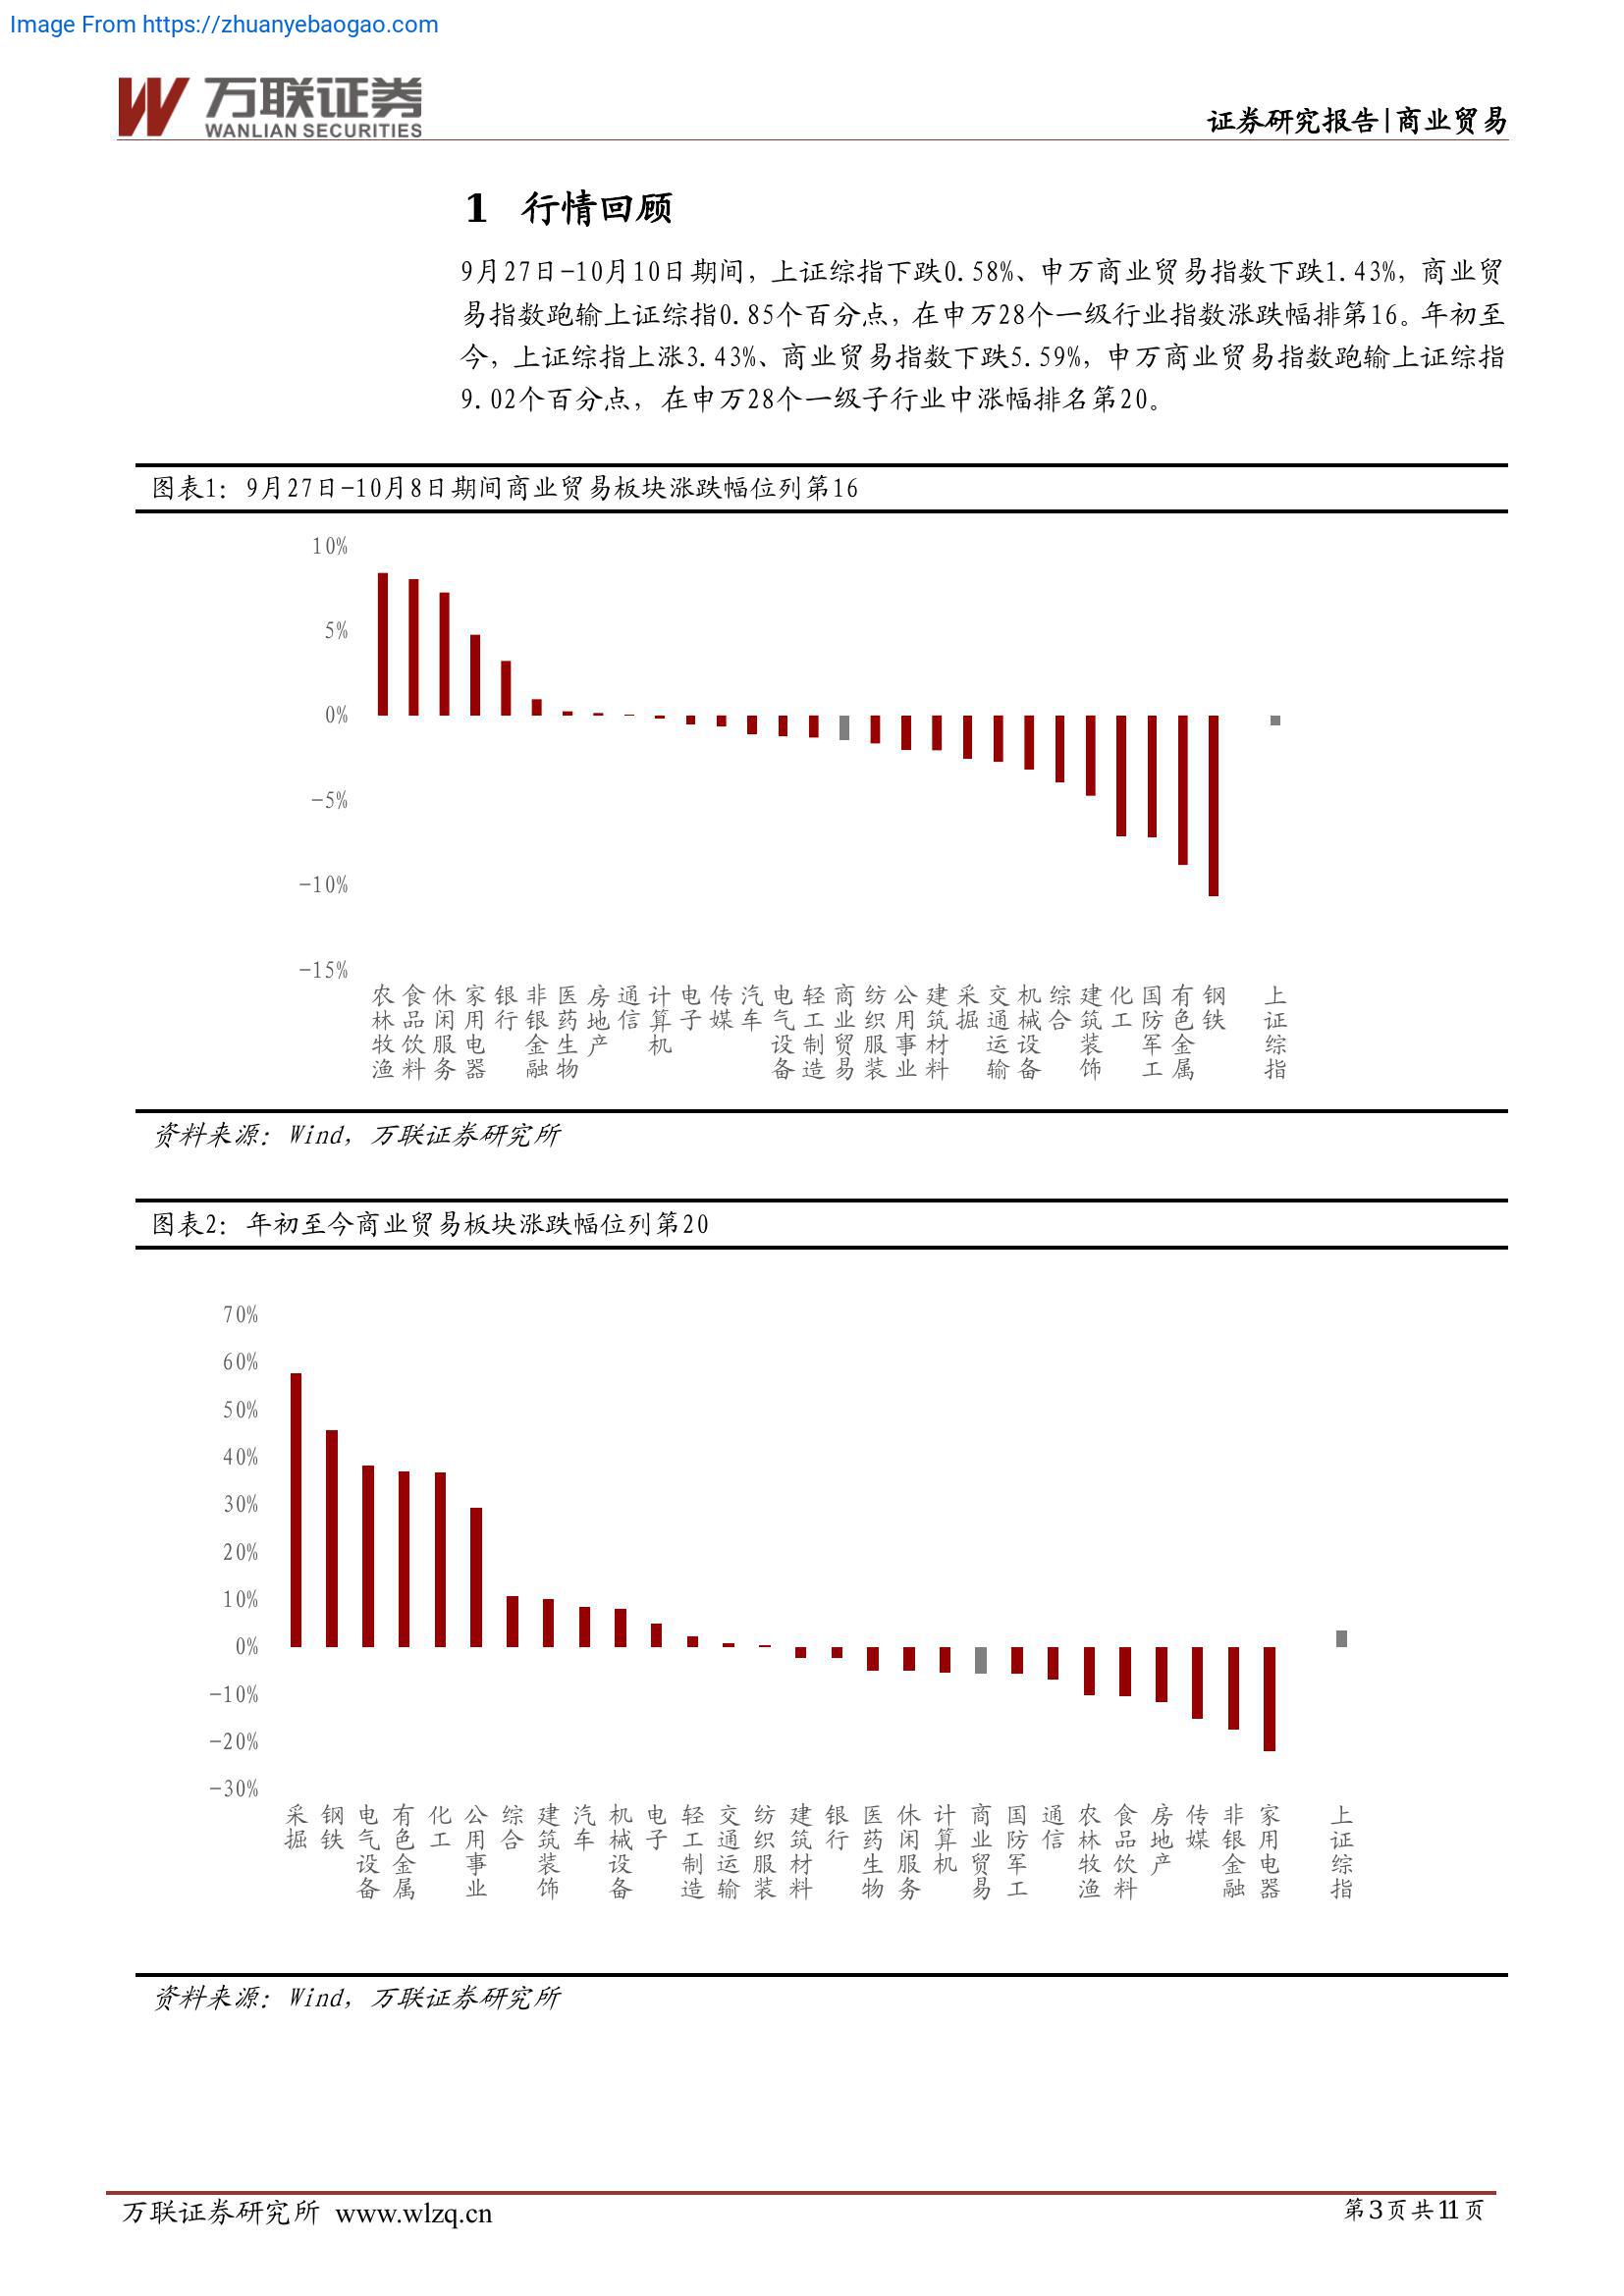 Image From https://zhuanyebaogao.com
万联证券
WANLIAN SECURITIES
证券研究报告|商业贸易
1 行情回顾
9月27日-10月10日期间，上证综指下跌0.58%、申万商业贸易指数下跌1.43%，商业贸
易指数跑输上证综指0.85个百分点，在申万28个一级行业指数涨跌幅排第16。年初至
今，上证综指上涨3.43%、商业贸易指数下跌5.59%，申万商业贸易指数跑输上证综指
9.02个百分点，在申万28个一级子行业中涨幅排名第20。
图表1：9月27日-10月8日期间商业贸易板块涨跌幅位列第16
10%
5%
0%
-5%
-10%
-15%
农林牧渔
食品饮料
休闲服务
家用电器
银行
非银金融
医药生物
房地产
通信
计算机
电子
传媒
汽车
电气设备
轻工制造
商业贸易
纺织服装
公用事业
建筑材料
采掘
交通运输
机械设备
综合
建筑装饰
化工
国防军工
有色金属
钢铁
上证综指
资料来源：Wind，万联证券研究所
图表2：年初至今商业贸易板块涨跌幅位列第20
70%
60%
50%
40%
30%
20%
10%
0%
-10%
-20%
-30%
采掘
钢铁
电气设备
有色金属
化工
公用事业
综合
建筑装饰
汽车
机械设备
电子
轻工制造
交通运输
纺织服装
建筑材料
银行
医药生物
休闲服务
计算机
商业贸易
国防军工
通信
农林牧渔
食品饮料
房地产
传媒
非银金融
家用电器
上证综指
资料来源：Wind，万联证券研究所
万联证券研究所 www.wlzq.cn
第3页共11页